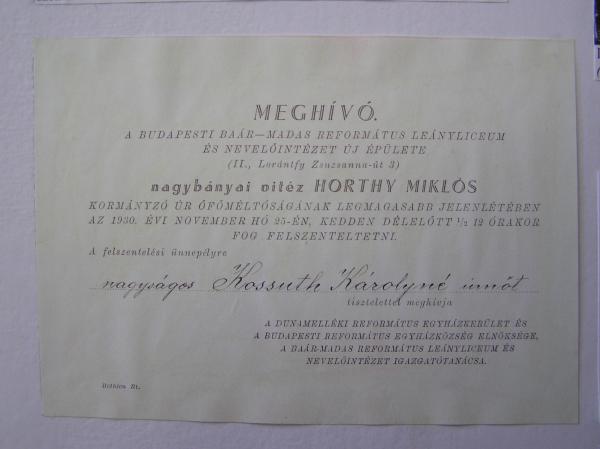 MEGHÍVÓ.
A BUDAPESTI BAÁR—MADAS REFORMÁTUS LEÁNYLICEUM
ÉS NEVELŐINTÉZET ÚJ ÉPÜLETE
(II., Lorántfy Zsuzsanna-út 3)
nagybányai vitéz HORTHY MIKLÓS
KORMÁNYZÓ ÚR ŐFŐMÉLTÓSÁGÁNAK LEGMAGASABB JELENLÉTÉBEN
AZ 1930. ÉVI NOVEMBER HÓ 25-ÉN, KEDDEN DÉLELŐTT ½ 12 ÓRAKOR
FOG FELSZENTELTETNI.
A felszentelési ünnepélyre
nagyságos Kossuth Károlyné úrnőt
tisztelettel meghívja
A DUNAMELLÉKI REFORMÁTUS EGYHÁZKERÜLET ÉS
A BUDAPESTI REFORMÁTUS EGYHÁZKÖZSÉG ELNÖKSÉGE,
A BAÁR-MADAS REFORMÁTUS LEÁNYLICEUM ÉS
NEVELŐINTÉZET IGAZGATÓTANÁCSA.
Bethlen Rt.